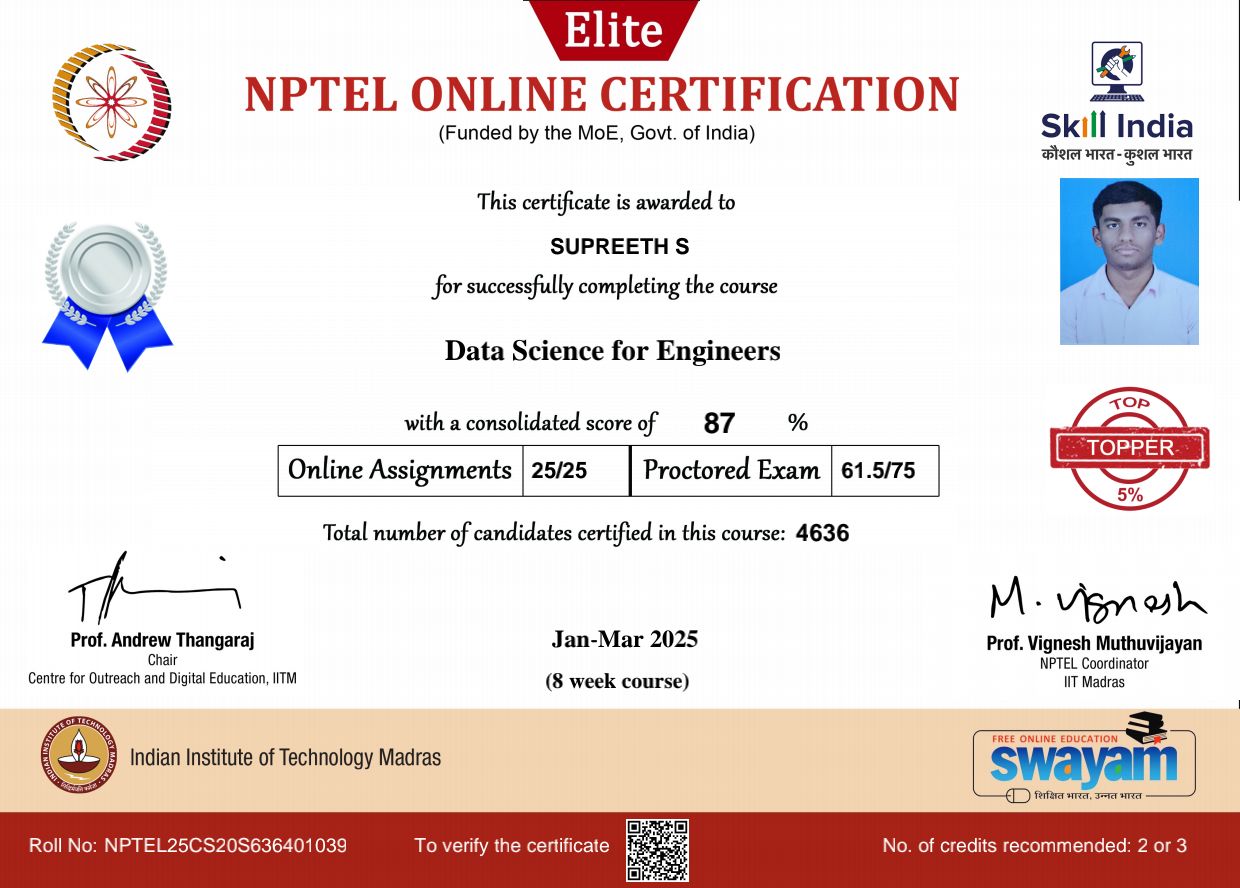 Elite
NPTEL ONLINE CERTIFICATION
(Funded by the MoE, Govt. of India)
Skill India
कौशल भारत - कुशल भारत
This certificate is awarded to
SUPREETH S
for successfully completing the course
Data Science for Engineers
with a consolidated score of 87 %
Online Assignments 25/25 Proctored Exam 61.5/75
TOP
TOPPER
5%
Total number of candidates certified in this course: 4636
M. Vignesh
Prof. Andrew Thangaraj
Chair
Centre for Outreach and Digital Education, IITM
Jan-Mar 2025
(8 week course)
Prof. Vignesh Muthuvijayan
NPTEL Coordinator
IIT Madras
INDIAN INSTITUTE OF TECHNOLOGY MADRAS
Indian Institute of Technology Madras
FREE ONLINE EDUCATION
swayam
शिक्षित भारत, उन्नत भारत
Roll No: NPTEL25CS20S636401039
To verify the certificate
No. of credits recommended: 2 or 3